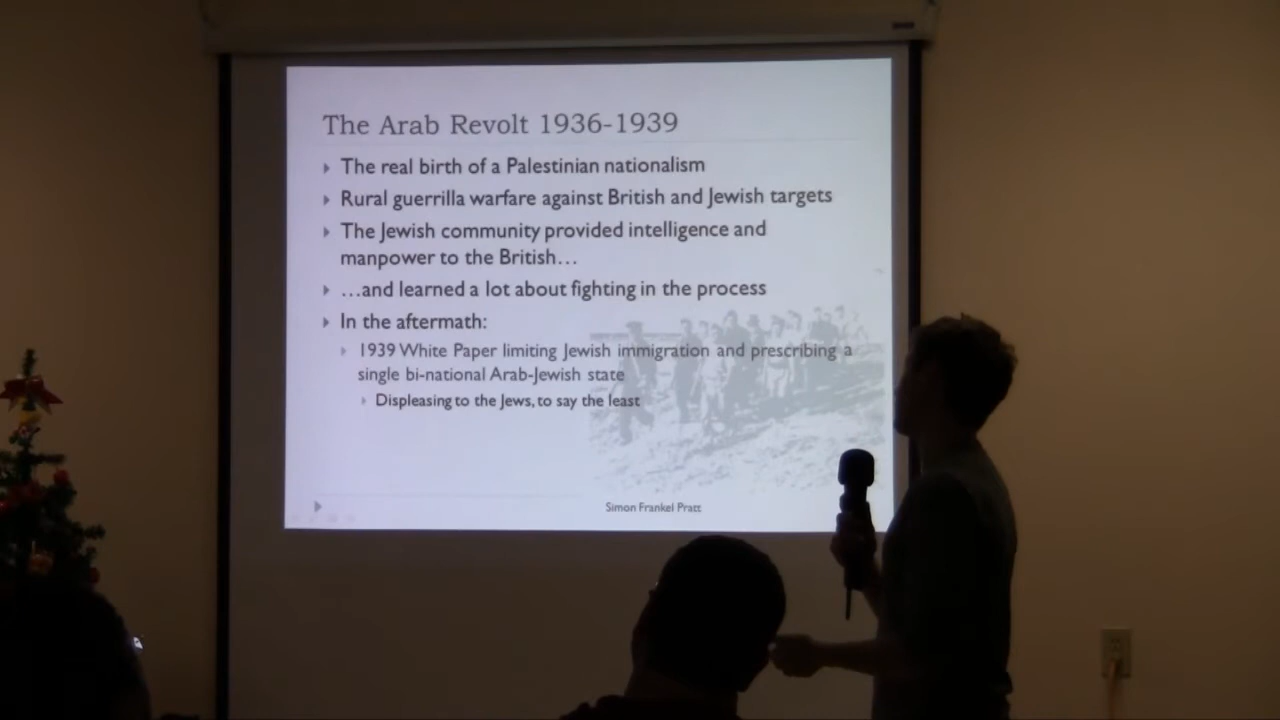 The Arab Revolt 1936-1939
The real birth of a Palestinian nationalism
Rural guerrilla warfare against British and Jewish targets
The Jewish community provided intelligence and
manpower to the British…
…and learned a lot about fighting in the process
In the aftermath:
1939 White Paper limiting Jewish immigration and prescribing a
single bi-national Arab-Jewish state
Displeasing to the Jews, to say the least
Simon Frankel Pratt